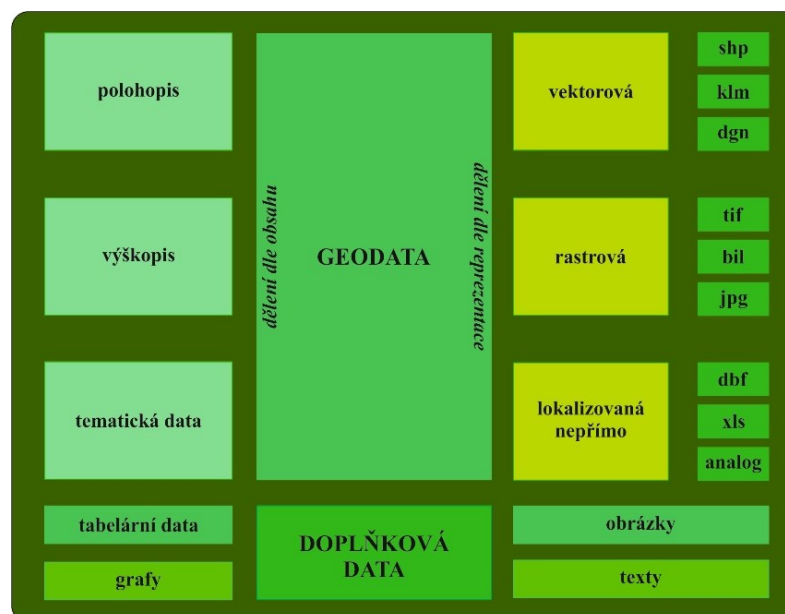 polohopis
výškopis
tematická data
dělení dle obsahu
GEODATA
dělení dle reprezentace
vektorová
shp
klm
dgn
rastrová
tif
bil
jpg
lokalizovaná
nepřímo
dbf
xls
analog
tabelární data
grafy
DOPLŇKOVÁ
DATA
obrázky
texty